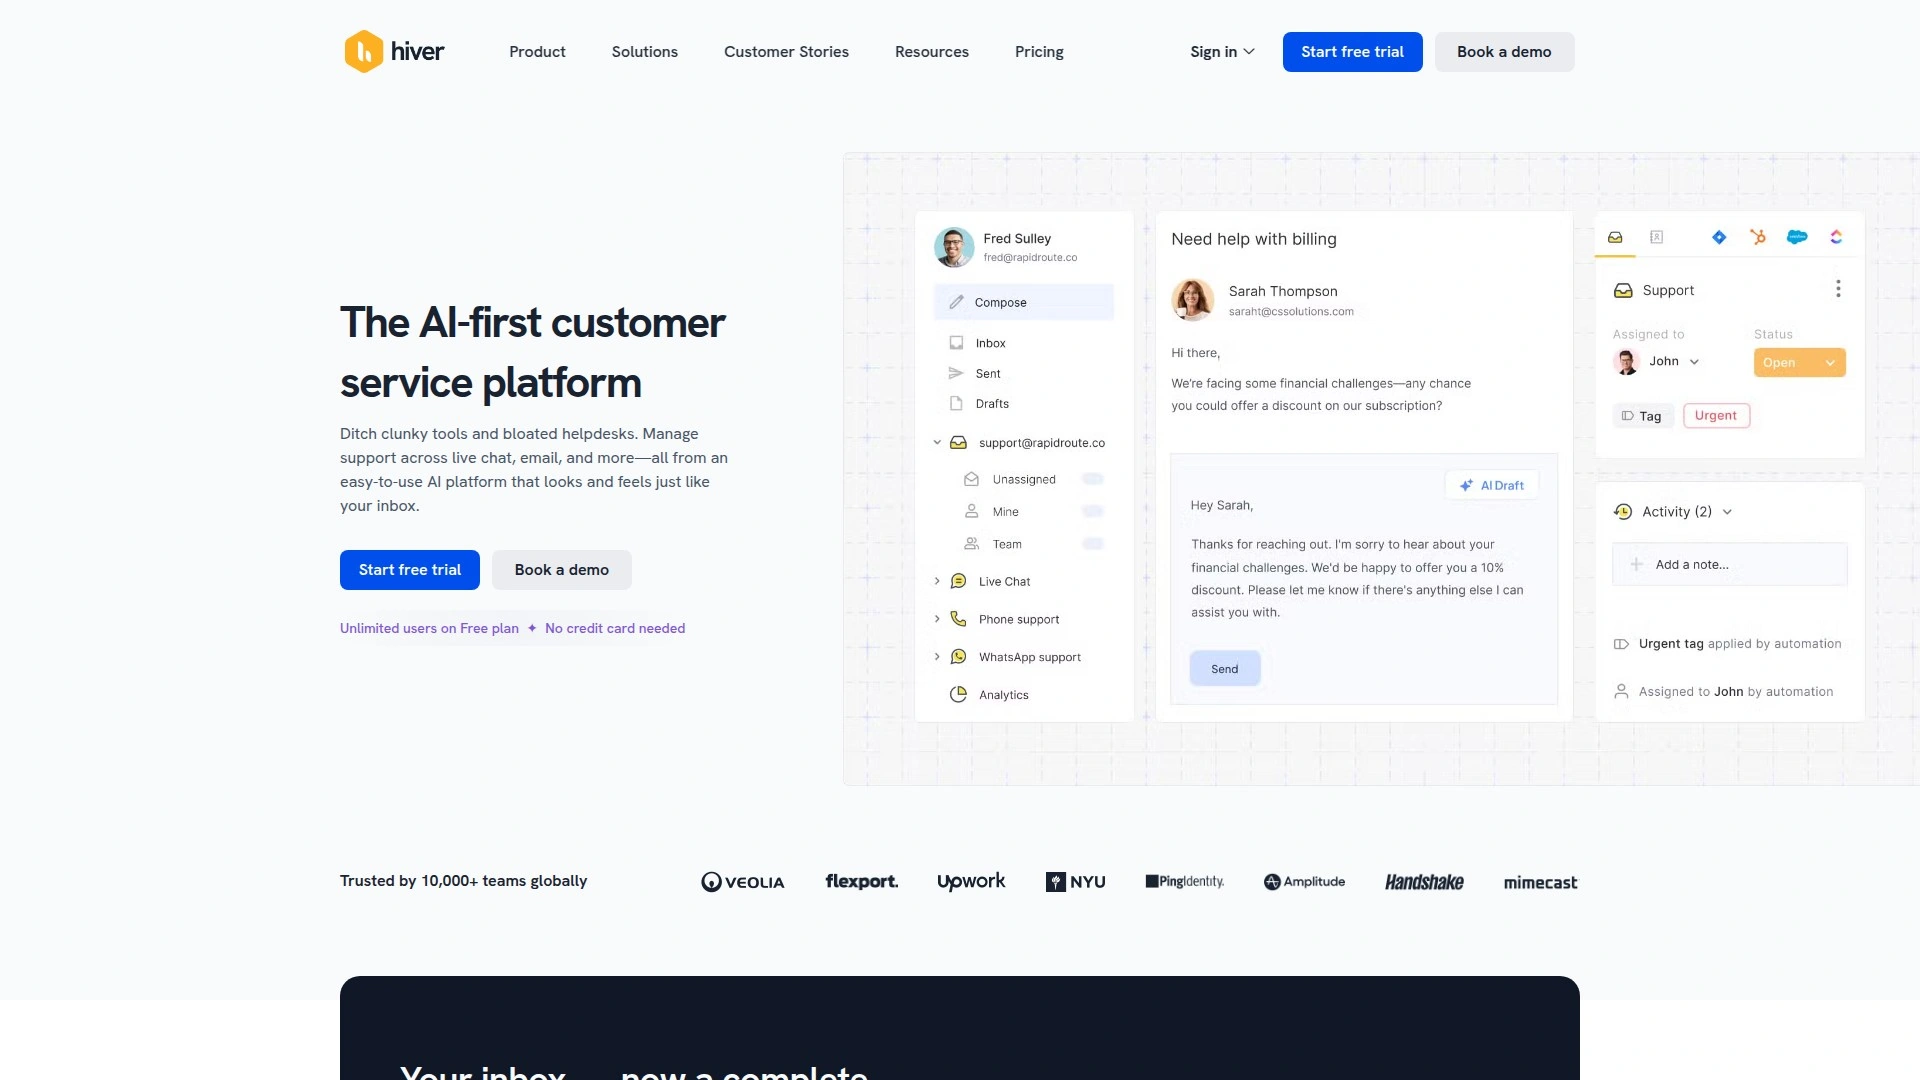 hiver
Product
Solutions
Customer Stories
Resources
Pricing
Sign in
Start free trial
Book a demo
The AI-first customer
service platform
Ditch clunky tools and bloated helpdesks. Manage
support across live chat, email, and more—all from an
easy-to-use AI platform that looks and feels just like
your inbox.
Start free trial
Book a demo
Unlimited users on Free plan ✦ No credit card needed
Fred Sulley
fred@rapidroute.co
Compose
Inbox
Sent
Drafts
support@rapidroute.co
Unassigned
Mine
Team
Live Chat
Phone support
WhatsApp support
Analytics
Need help with billing
Sarah Thompson
saraht@cssolutions.com
Hi there,
We're facing some financial challenges—any chance
you could offer a discount on our subscription?
AI Draft
Hey Sarah,
Thanks for reaching out. I'm sorry to hear about your
financial challenges. We'd be happy to offer you a 10%
discount. Please let me know if there's anything else I can
assist you with.
Send
Support
Assigned to
Status
John
Open
Tag
Urgent
Activity (2)
Add a note...
Urgent tag applied by automation
Assigned to John by automation
Trusted by 10,000+ teams globally
VEOLIA
flexport.
Upwork
NYU
PingIdentity.
Amplitude
Handshake
mimecast
Your inbox — now a complete